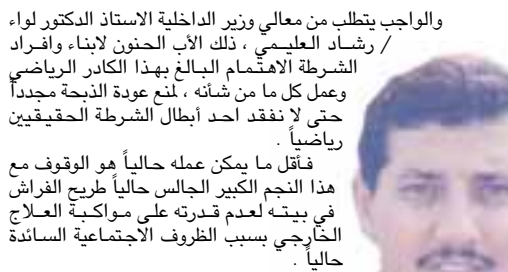 والواجب يتطلب من معالي وزير الداخلية الاستاذ الدكتور لواء
/ رشاد العليمي ، ذلك الأب الحنون لابناء وافراد
الشرطة الاهتمام البالغ بهذا الكادر الرياضي
وعمل كل ما من شأنه ، لمنع عودة الذبحة مجدداً
حتى لا نفقد احد أبطال الشرطة الحقيقيين
رياضياً .
فأقل ما يمكن عمله حالياً هو الوقوف مع
هذا النجم الكبير الجالس حالياً طريح الفراش
في بيته لعدم قدرته على مواكبة العلاج
الخارجي بسبب الظروف الاجتماعية السائدة
حالياً .